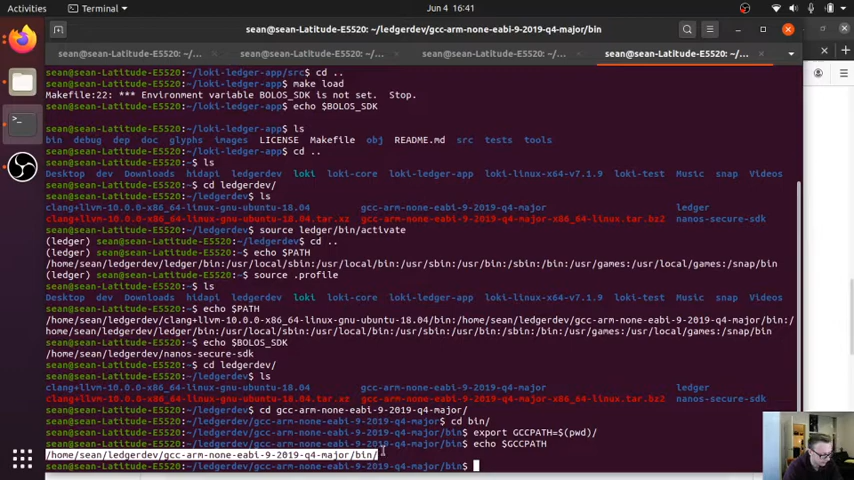 Activities
Terminal
Jun 4 16:41
sean@sean-Latitude-E5520:~/ledgerdev/gcc-arm-none-eabi-9-2019-q4-major/bin
sean@sean-Latitude-E5520: ~/...
sean@sean-Latitude-E5520: ~/...
sean@sean-Latitude-E5520: ~/...
sean@sean-Latitude-E5520: ~/...
sean@sean-Latitude-E5520:~/loki-ledger-app/src$ cd ..
sean@sean-Latitude-E5520:~/loki-ledger-app$ make load
Makefile:22: *** Environment variable BOLOS_SDK is not set.  Stop.
sean@sean-Latitude-E5520:~/loki-ledger-app$ echo $BOLOS_SDK
sean@sean-Latitude-E5520:~/loki-ledger-app$ ls
bin debug dep doc glyphs images LICENSE Makefile obj README.md src tests tools
sean@sean-Latitude-E5520:~/loki-ledger-app$ cd ..
sean@sean-Latitude-E5520:~$ ls
Desktop dev Downloads hidapi ledgerdev loki loki-core loki-ledger-app loki-linux-x64-v7.1.9 loki-test Music snap Videos
sean@sean-Latitude-E5520:~$ cd ledgerdev/
sean@sean-Latitude-E5520:~/ledgerdev$ ls
clang+llvm-10.0.0-x86_64-linux-gnu-ubuntu-18.04 gcc-arm-none-eabi-9-2019-q4-major ledger
clang+llvm-10.0.0-x86_64-linux-gnu-ubuntu-18.04.tar.xz gcc-arm-none-eabi-9-2019-q4-major-x86_64-linux.tar.bz2 nanos-secure-sdk
sean@sean-Latitude-E5520:~/ledgerdev$ source ledger/bin/activate
(ledger) sean@sean-Latitude-E5520:~/ledgerdev$ cd ..
(ledger) sean@sean-Latitude-E5520:~$ echo $PATH
/home/sean/ledgerdev/ledger/bin:/usr/local/sbin:/usr/local/bin:/usr/sbin:/usr/bin:/sbin:/bin:/usr/games:/usr/local/games:/snap/bin
(ledger) sean@sean-Latitude-E5520:~$ source .profile
sean@sean-Latitude-E5520:~$ ls
Desktop dev Downloads hidapi ledgerdev loki loki-core loki-ledger-app loki-linux-x64-v7.1.9 loki-test Music snap Videos
sean@sean-Latitude-E5520:~$ echo $PATH
/home/sean/ledgerdev/clang+llvm-10.0.0-x86_64-linux-gnu-ubuntu-18.04/bin:/home/sean/ledgerdev/gcc-arm-none-eabi-9-2019-q4-major/bin:/
home/sean/ledgerdev/ledger/bin:/usr/local/sbin:/usr/local/bin:/usr/sbin:/usr/bin:/sbin:/bin:/usr/games:/usr/local/games:/snap/bin
sean@sean-Latitude-E5520:~$ echo $BOLOS_SDK
/home/sean/ledgerdev/nanos-secure-sdk
sean@sean-Latitude-E5520:~$ cd ledgerdev/
sean@sean-Latitude-E5520:~/ledgerdev$ ls
clang+llvm-10.0.0-x86_64-linux-gnu-ubuntu-18.04 gcc-arm-none-eabi-9-2019-q4-major ledger
clang+llvm-10.0.0-x86_64-linux-gnu-ubuntu-18.04.tar.xz gcc-arm-none-eabi-9-2019-q4-major-x86_64-linux.tar.bz2 nanos-secure-sdk
sean@sean-Latitude-E5520:~/ledgerdev$ cd gcc-arm-none-eabi-9-2019-q4-major/
sean@sean-Latitude-E5520:~/ledgerdev/gcc-arm-none-eabi-9-2019-q4-major$ cd bin/
sean@sean-Latitude-E5520:~/ledgerdev/gcc-arm-none-eabi-9-2019-q4-major/bin$ export GCCPATH=$(pwd)/
sean@sean-Latitude-E5520:~/ledgerdev/gcc-arm-none-eabi-9-2019-q4-major/bin$ echo $GCCPATH
/home/sean/ledgerdev/gcc-arm-none-eabi-9-2019-q4-major/bin/
sean@sean-Latitude-E5520:~/ledgerdev/gcc-arm-none-eabi-9-2019-q4-major/bin$